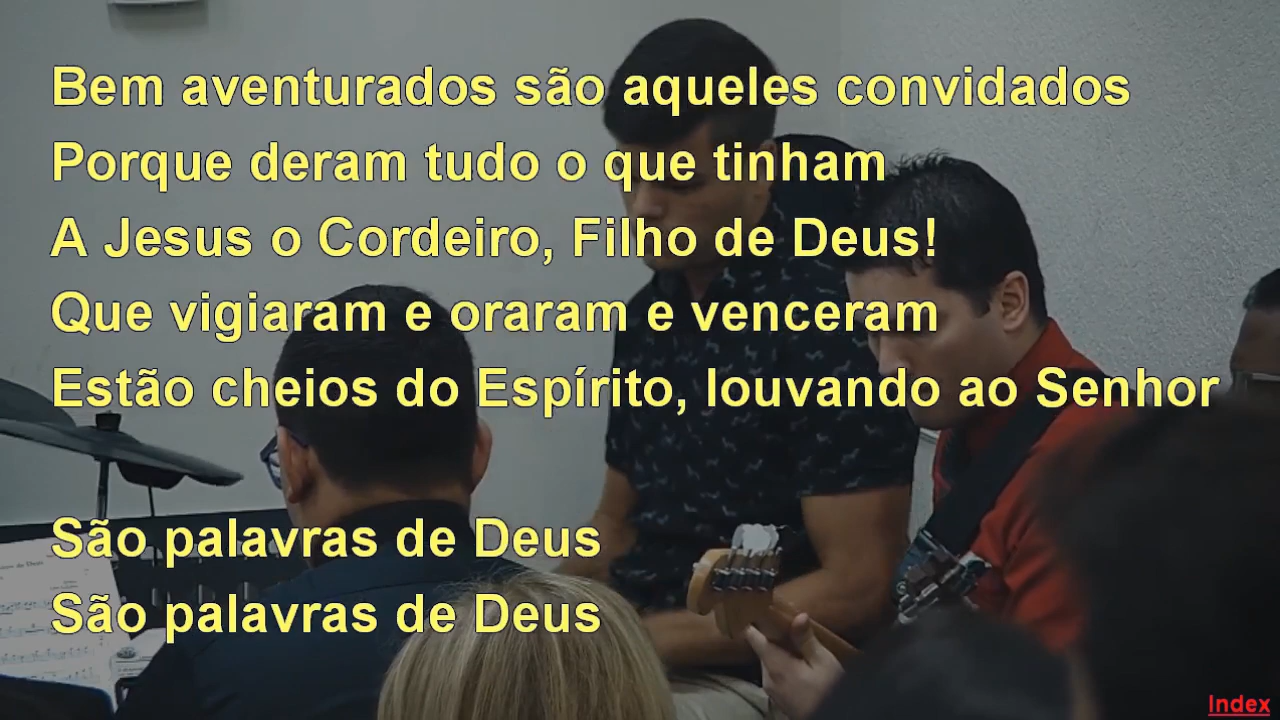 Bem aventurados são aqueles convidados
Porque deram tudo o que tinham
A Jesus o Cordeiro, Filho de Deus!
Que vigiaram e oraram e venceram
Estão cheios do Espírito, louvando ao Senhor
São palavras de Deus
São palavras de Deus
Index